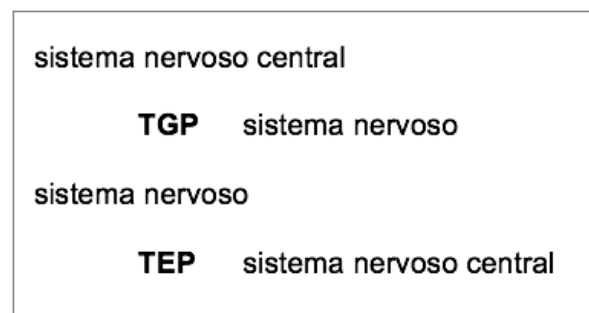 sistema nervoso central
TGP sistema nervoso
sistema nervoso
TEP sistema nervoso central